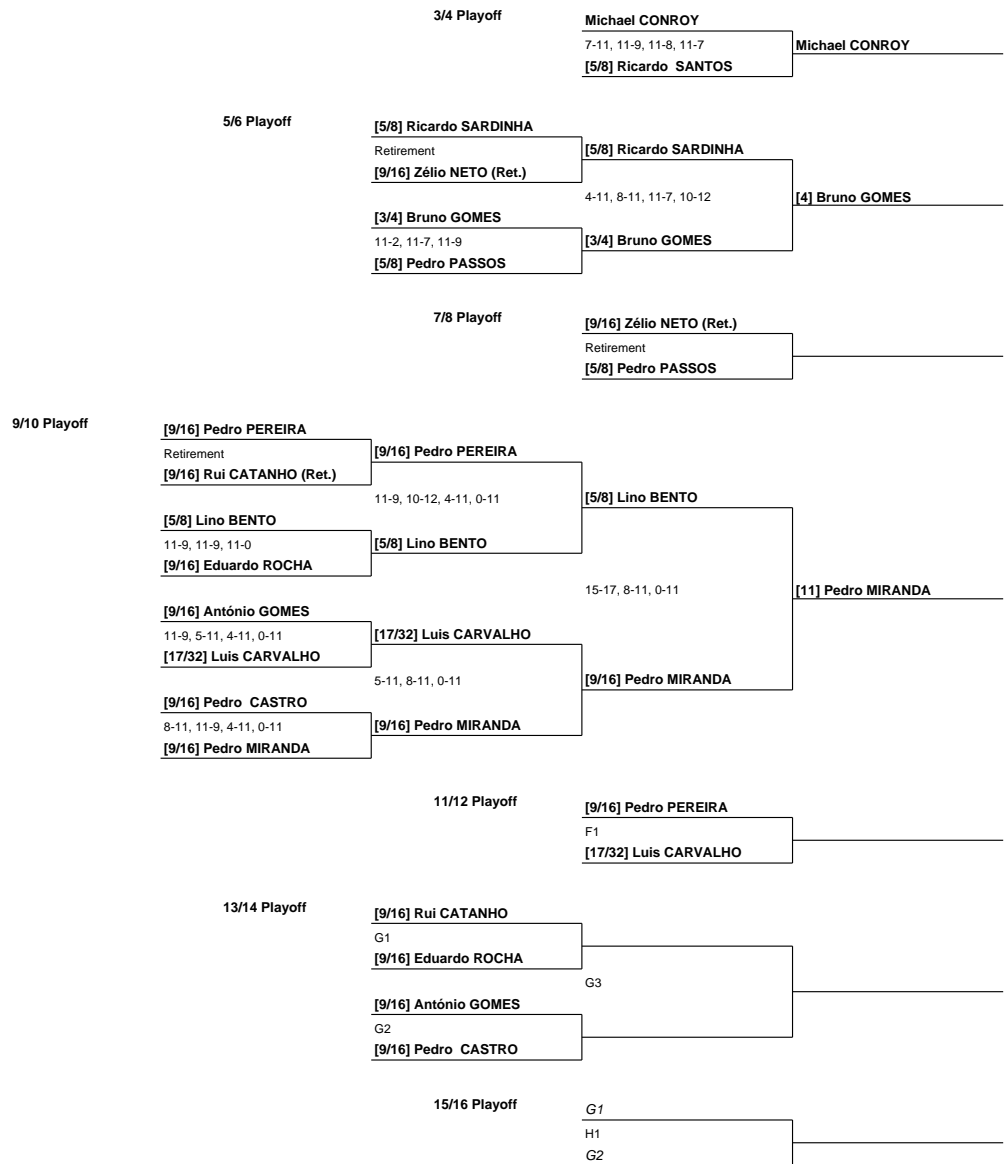 3/4 Playoff
Michael CONROY
7-11, 11-9, 11-8, 11-7
Michael CONROY
[5/8] Ricardo  SANTOS
5/6 Playoff
[5/8] Ricardo SARDINHA
Retirement
[5/8] Ricardo SARDINHA
[9/16] Zélio NETO (Ret.)
4-11, 8-11, 11-7, 10-12
[4] Bruno GOMES
[3/4] Bruno GOMES
11-2, 11-7, 11-9
[3/4] Bruno GOMES
[5/8] Pedro PASSOS
7/8 Playoff
[9/16] Zélio NETO (Ret.)
Retirement
[5/8] Pedro PASSOS
9/10 Playoff
[9/16] Pedro PEREIRA
Retirement
[9/16] Pedro PEREIRA
[9/16] Rui CATANHO (Ret.)
11-9, 10-12, 4-11, 0-11
[5/8] Lino BENTO
[5/8] Lino BENTO
11-9, 11-9, 11-0
[5/8] Lino BENTO
[9/16] Eduardo ROCHA
15-17, 8-11, 0-11
[11] Pedro MIRANDA
[9/16] António GOMES
11-9, 5-11, 4-11, 0-11
[17/32] Luis CARVALHO
[17/32] Luis CARVALHO
5-11, 8-11, 0-11
[9/16] Pedro MIRANDA
[9/16] Pedro  CASTRO
8-11, 11-9, 4-11, 0-11
[9/16] Pedro MIRANDA
[9/16] Pedro MIRANDA
11/12 Playoff
[9/16] Pedro PEREIRA
F1
[17/32] Luis CARVALHO
13/14 Playoff
[9/16] Rui CATANHO
G1
[9/16] Eduardo ROCHA
G3
[9/16] António GOMES
G2
[9/16] Pedro  CASTRO
15/16 Playoff
G1
H1
G2